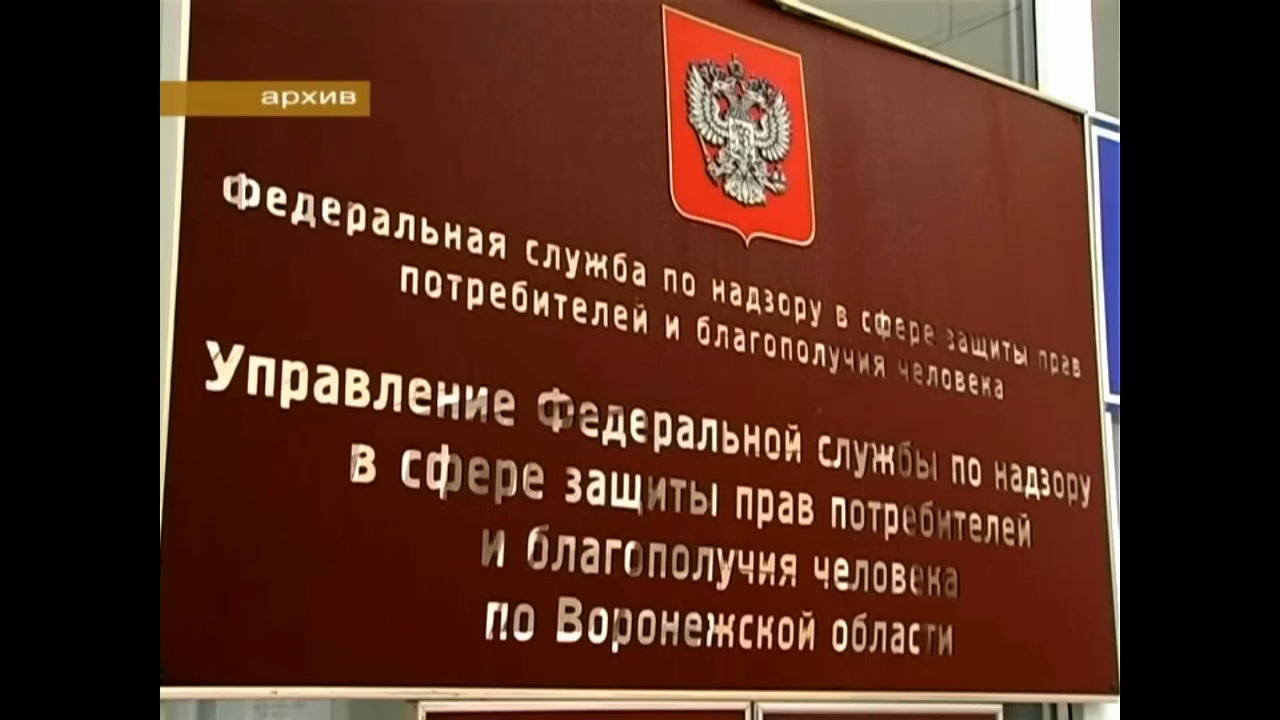 архив
Федеральная служба по надзору в сфере защиты прав
потребителей и благополучия человека
Управление Федеральной службы по надзору
в сфере защиты прав потребителей
и благополучия человека
по Воронежской области